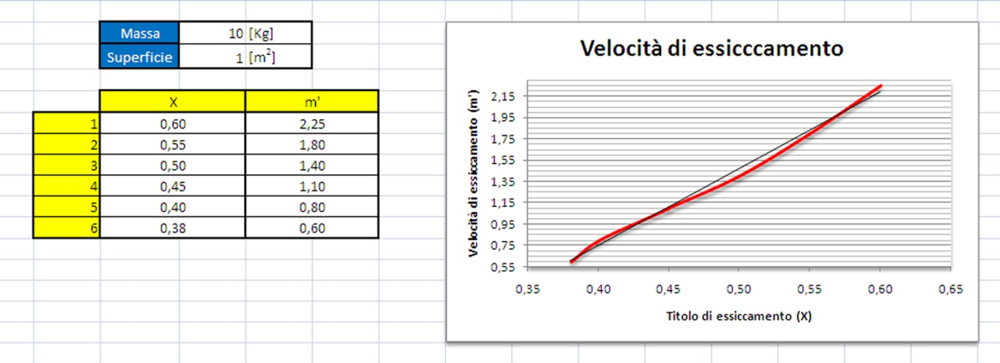 Massa 10 [Kg]
Superficie 1 [m²]
X m'
1 0,60 2,25
2 0,55 1,80
3 0,50 1,40
4 0,45 1,10
5 0,40 0,80
6 0,38 0,60
Velocità di essicccamento
Velocità di essiccamento (m')
2,15
1,95
1,75
1,55
1,35
1,15
0,95
0,75
0,55
0,35 0,40 0,45 0,50 0,55 0,60 0,65
Titolo di essiccamento (X)